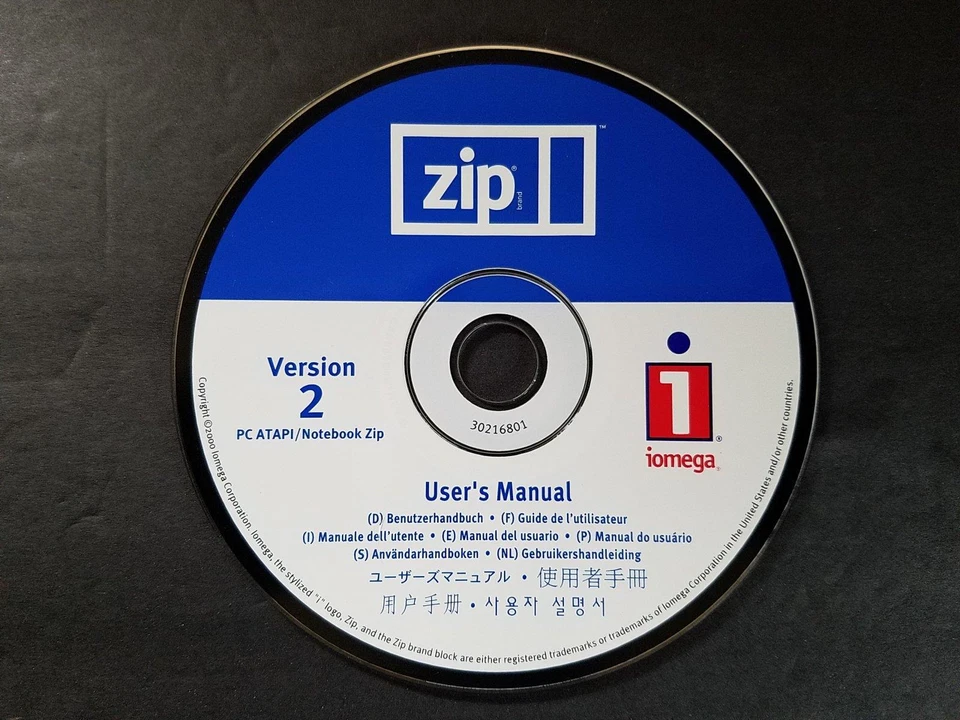 zip® brand ™
Version
2
PC ATAPI/Notebook Zip
30216801
1®
iomega®
User's Manual
(D) Benutzerhandbuch • (F) Guide de l'utilisateur
(I) Manuale dell'utente • (E) Manual del usuario • (P) Manual do usuário
(S) Användarhandboken • (NL) Gebruikershandleiding
ユーザーズマニュアル • 使用者手冊
用户手册 • 사용자 설명서
Copyright ©2000 Iomega Corporation. Iomega, the stylized "i" logo, Zip, and the Zip brand block are either registered trademarks or trademarks of Iomega Corporation in the United States and/or other countries.